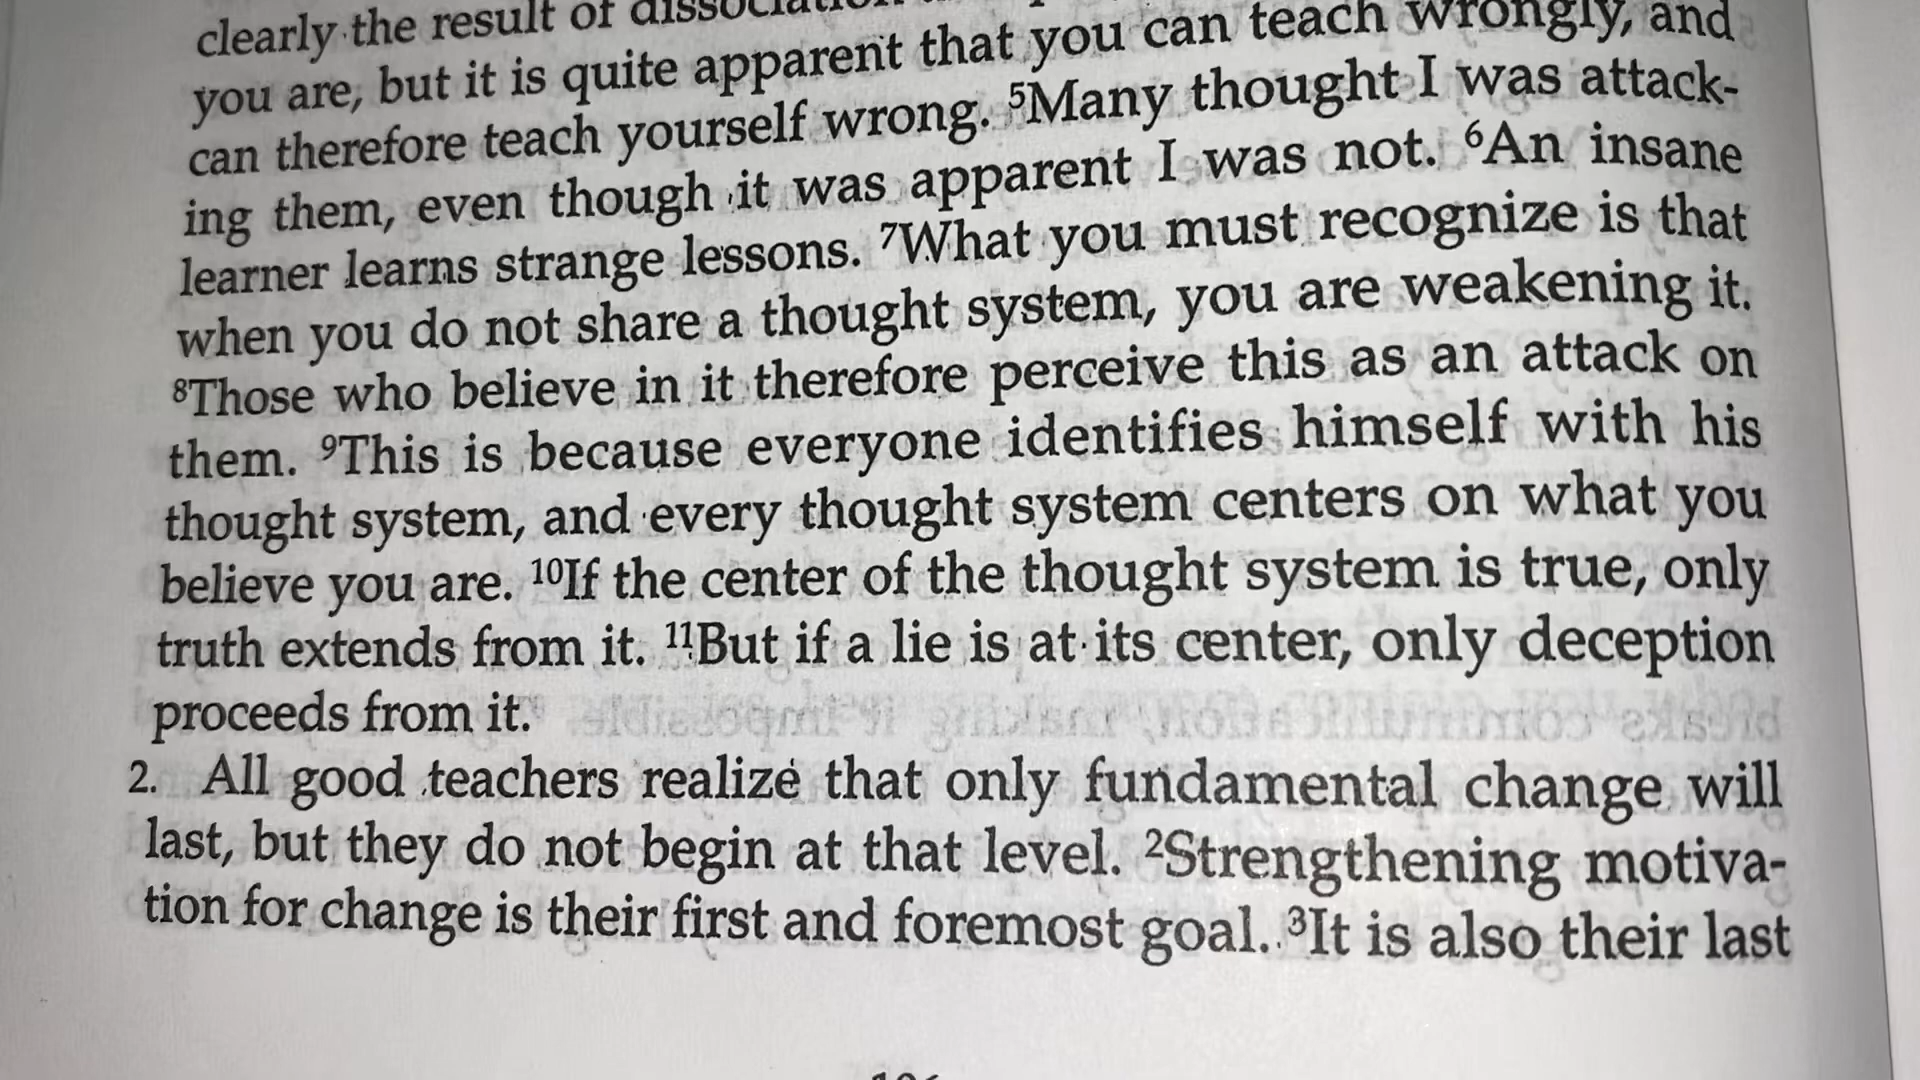 clearly the result of dissociation
you are, but it is quite apparent that you can teach wrongly, and
can therefore teach yourself wrong. ⁵Many thought I was attack-
ing them, even though it was apparent I was not. ⁶An insane
learner learns strange lessons. ⁷What you must recognize is that
when you do not share a thought system, you are weakening it.
⁸Those who believe in it therefore perceive this as an attack on
them. ⁹This is because everyone identifies himself with his
thought system, and every thought system centers on what you
believe you are. ¹⁰If the center of the thought system is true, only
truth extends from it. ¹¹But if a lie is at its center, only deception
proceeds from it.
2. All good teachers realize that only fundamental change will
last, but they do not begin at that level. ²Strengthening motiva-
tion for change is their first and foremost goal. ³It is also their last